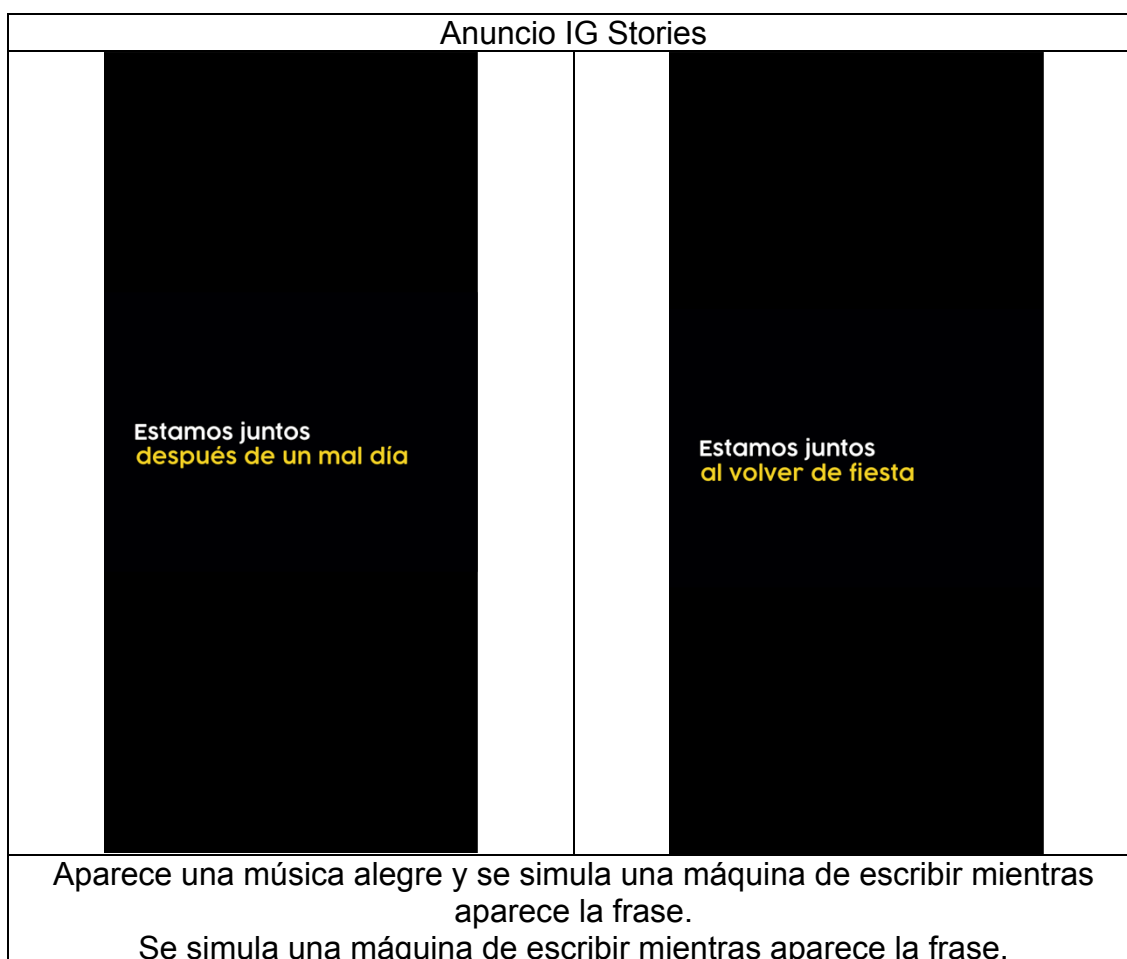 Anuncio IG Stories
Estamos juntos
después de un mal día
Estamos juntos
al volver de fiesta
Aparece una música alegre y se simula una máquina de escribir mientras
aparece la frase.
Se simula una máquina de escribir mientras aparece la frase.